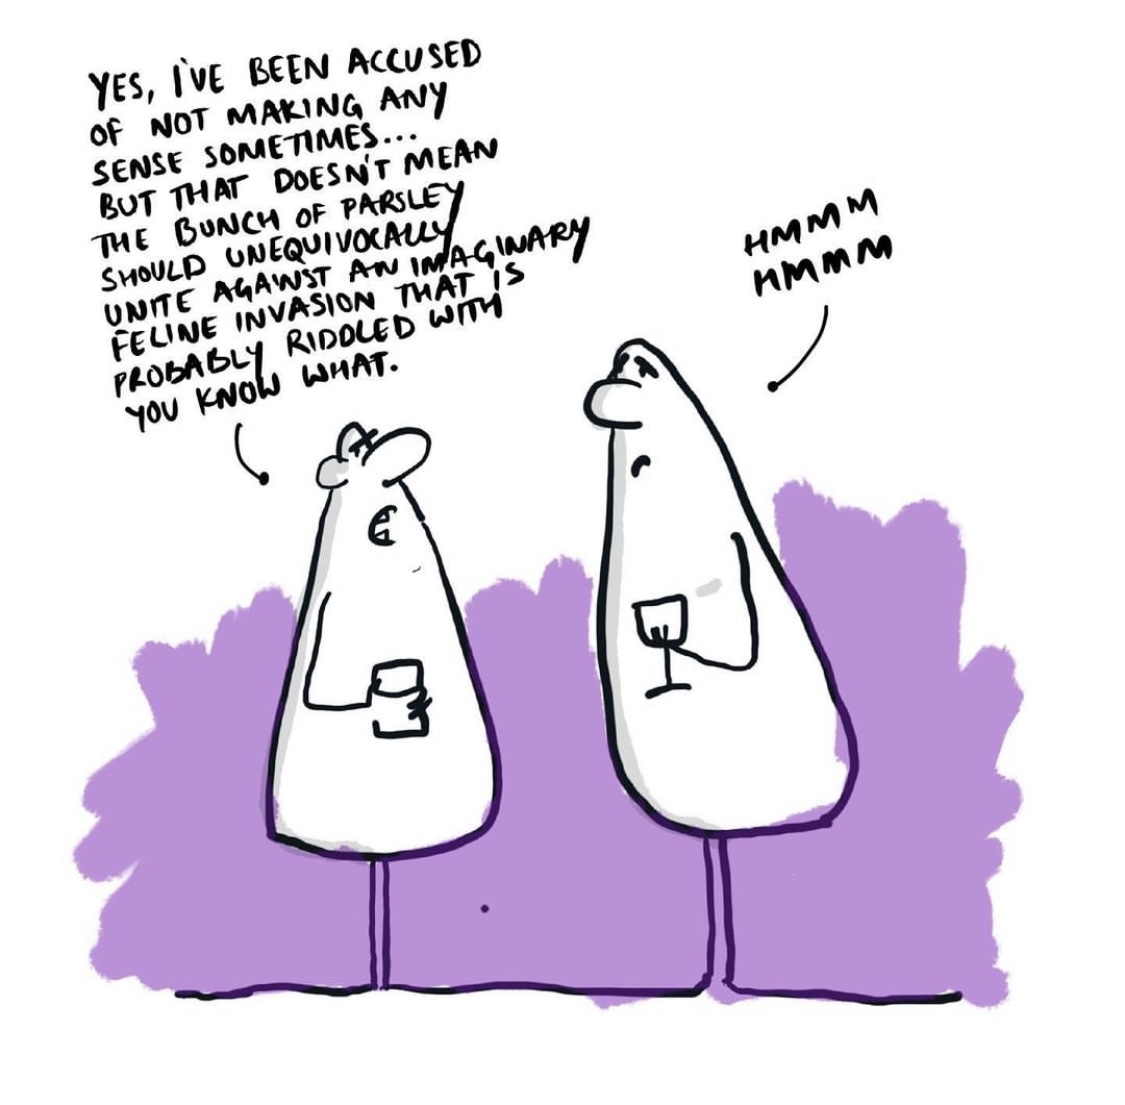 YES, I'VE BEEN ACCUSED
OF NOT MAKING ANY
SENSE SOMETIMES...
BUT THAT DOESN'T MEAN
THE BUNCH OF PARSLEY
SHOULD UNEQUIVOCALLY
UNITE AGAINST AN IMAGINARY
FELINE INVASION THAT IS
PROBABLY RIDDLED WITH
YOU KNOW WHAT.
HMMM
HMMM